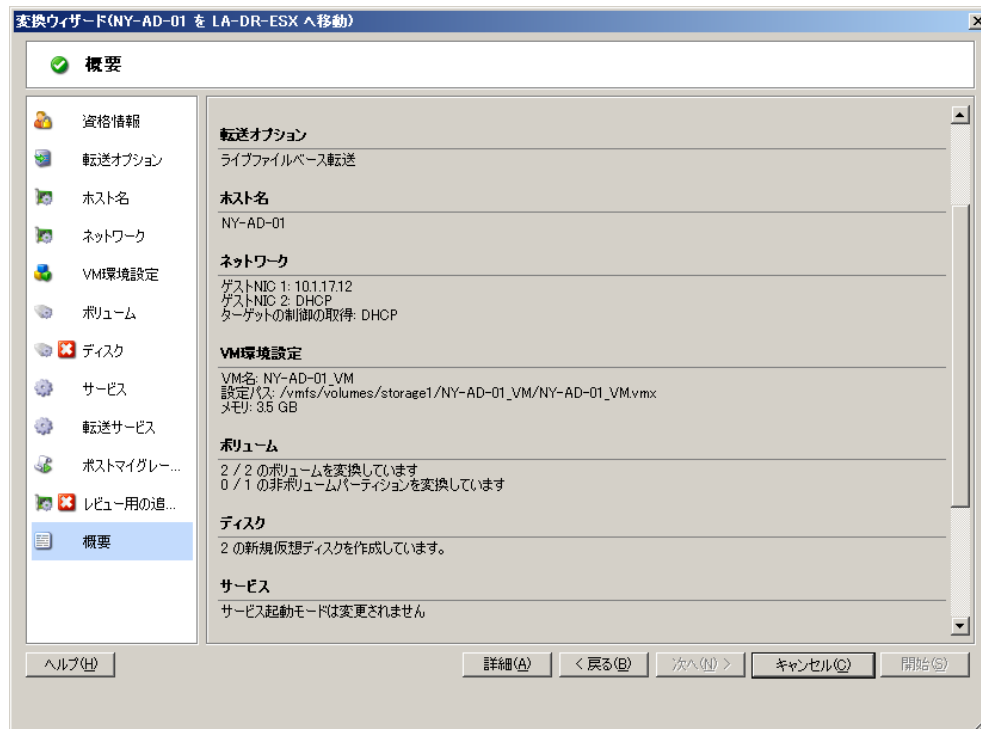 変換ウィザード(NY-AD-01 を LA-DR-ESX へ移動)
概要
資格情報
転送オプション
ホスト名
ネットワーク
VM環境設定
ボリューム
ディスク
サービス
転送サービス
ポストマイグレー...
レビュー用の追...
概要
転送オプション
ライブファイルベース転送
ホスト名
NY-AD-01
ネットワーク
ゲストNIC 1: 10.1.17.12
ゲストNIC 2: DHCP
ターゲットの制御の取得: DHCP
VM環境設定
VM名: NY-AD-01_VM
設定パス: /vmfs/volumes/storage1/NY-AD-01_VM/NY-AD-01_VM.vmx
メモリ: 3.5 GB
ボリューム
2 / 2 のボリュームを変換しています
0 / 1 の非ボリュームパーティションを変換しています
ディスク
2 の新規仮想ディスクを作成しています。
サービス
サービス起動モードは変更されません
ヘルプ(H)
詳細(A)
< 戻る(B)
次へ(N) >
キャンセル(C)
開始(S)